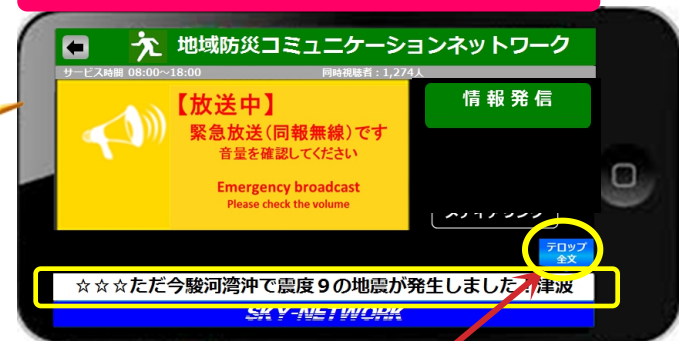 地域防災コミュニケーションネットワーク
サービス時間 08:00～18:00 同時視聴者：1,274人
【放送中】
緊急放送（同報無線）です
音量を確認してください
Emergency broadcast
Please check the volume
情報発信
テロップ
全文
☆☆☆ただ今駿河湾沖で震度９の地震が発生しました！津波
SKY-NETWORK